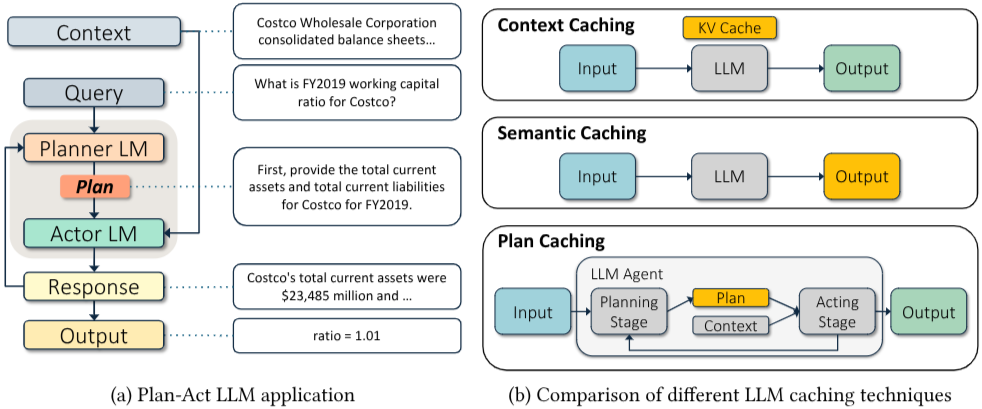 Context
Costco Wholesale Corporation
consolidated balance sheets...
Query
What is FY2019 working capital
ratio for Costco?
Planner LM
Plan
First, provide the total current
assets and total current liabilities
for Costco for FY2019.
Actor LM
Response
Costco's total current assets were
$23,485 million and ...
Output
ratio = 1.01
(a) Plan-Act LLM application
Context Caching
KV Cache
Input
LLM
Output
Semantic Caching
Input
LLM
Output
Plan Caching
LLM Agent
Input
Planning
Stage
Plan
Context
Acting
Stage
Output
(b) Comparison of different LLM caching techniques